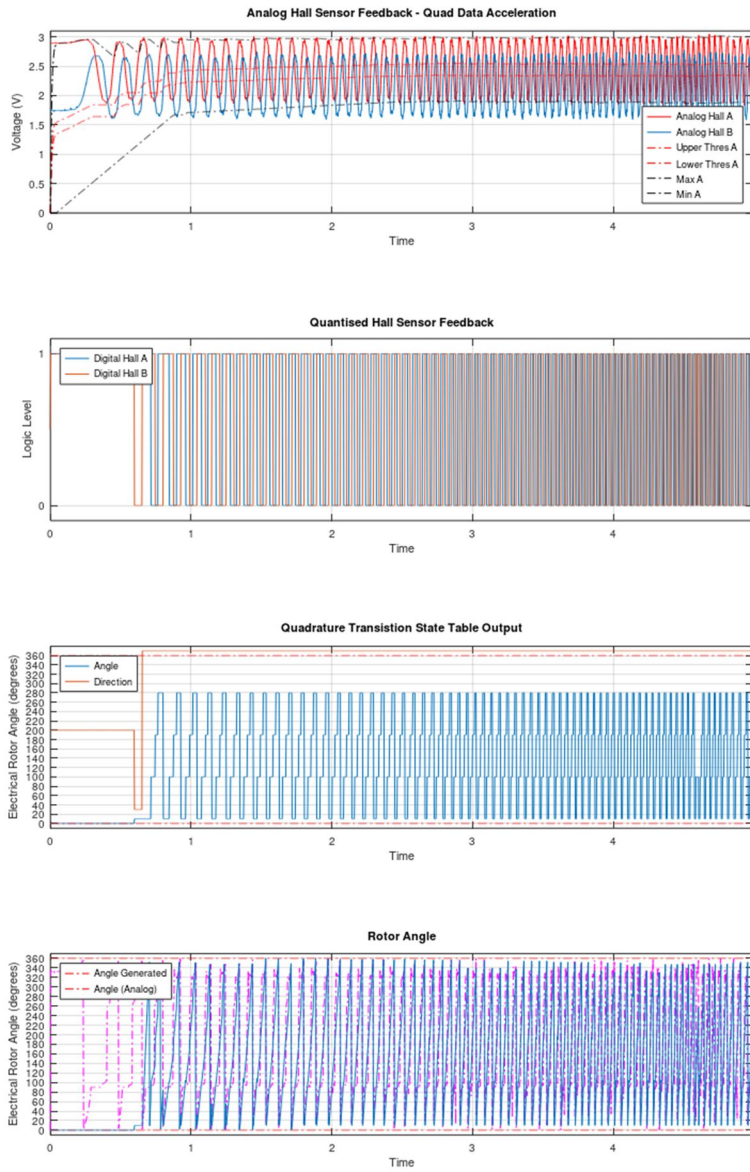 Analog Hall Sensor Feedback - Quad Data Acceleration
3
2.5
2
1.5
1
0.5
0
Voltage (V)
Analog Hall A
Analog Hall B
Upper Thres A
Lower Thres A
Max A
Min A
0 1 2 3 4
Time
Quantised Hall Sensor Feedback
1
0
Logic Level
Digital Hall A
Digital Hall B
0 1 2 3 4
Time
Quadrature Transistion State Table Output
360
340
320
300
280
260
240
220
200
180
160
140
120
100
80
60
40
20
0
Electrical Rotor Angle (degrees)
Angle
Direction
0 1 2 3 4
Time
Rotor Angle
360
340
320
300
280
260
240
220
200
180
160
140
120
100
80
60
40
20
0
Electrical Rotor Angle (degrees)
Angle Generated
Angle (Analog)
0 1 2 3 4
Time